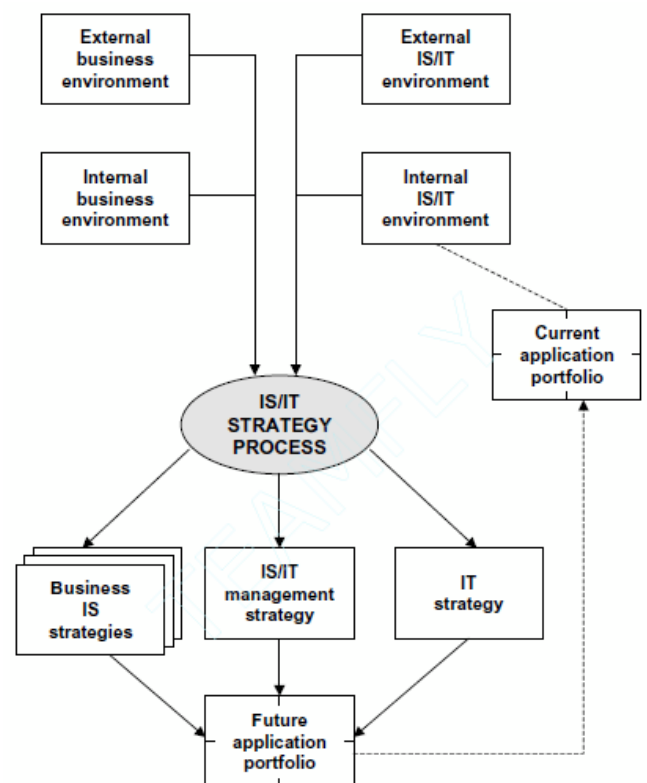 External
business
environment
External
IS/IT
environment
Internal
business
environment
Internal
IS/IT
environment
Current
application
portfolio
IS/IT
STRATEGY
PROCESS
Business
IS
strategies
IS/IT
management
strategy
IT
strategy
Future
application
portfolio
TEAMFLY